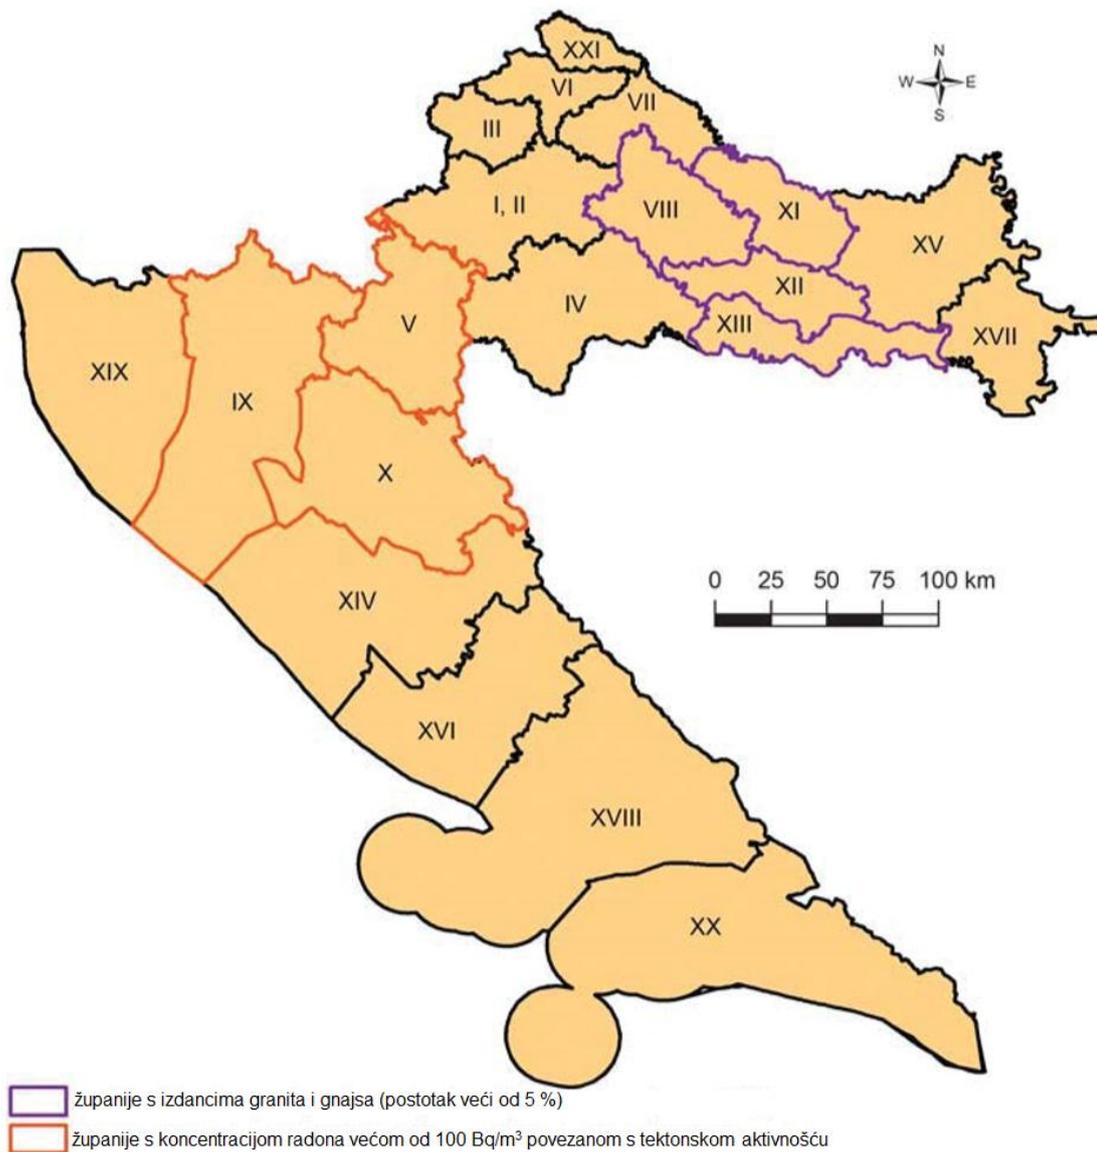 XXI
N
W E
S
VI
VII
III
I, II
VIII
XI
XV
XII
IV
XIII
V
XVII
XIX
IX
X
0 25 50 75 100 km
XIV
XVI
XVIII
XX
županije s izdancima granita i gnajsa (postotak veći od 5 %)
županije s koncentracijom radona većom od 100 Bq/m³ povezanom s tektonskom aktivnošću